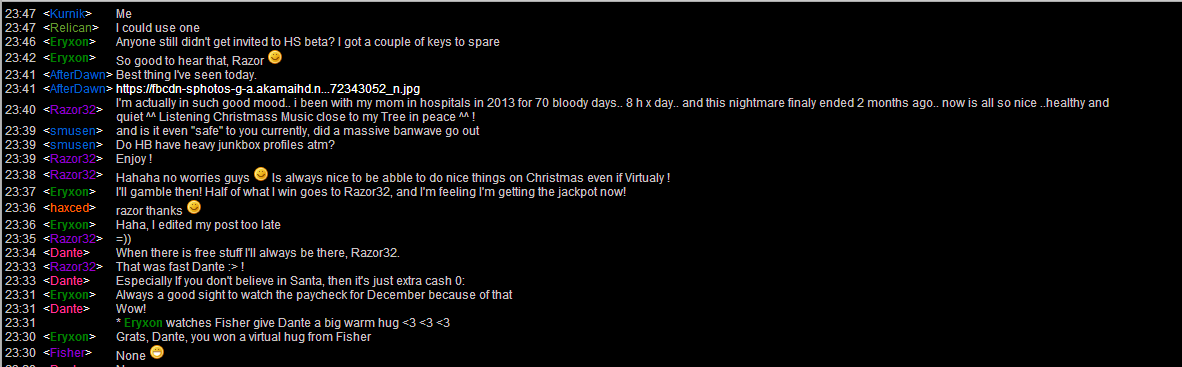 23:47 <Kurnik> Me
23:47 <Relican> I could use one
23:46 <Eryxon> Anyone still didn't get invited to HS beta? I got a couple of keys to spare
23:42 <Eryxon> So good to hear that, Razor
23:41 <AfterDawn> Best thing I've seen today.
23:41 <AfterDawn> https://fbcdn-sphotos-g-a.akamaihd.n...72343052_n.jpg
23:40 <Razor32> I'm actually in such good mood.. i been with my mom in hospitals in 2013 for 70 bloody days.. 8 h x day.. and this nightmare finaly ended 2 months ago.. now is all so nice ..healthy and
quiet ^^ Listening Christmass Music close to my Tree in peace ^^ !
23:39 <smusen> and is it even "safe" to you currently, did a massive banwave go out
23:39 <smusen> Do HB have heavy junkbox profiles atm?
23:39 <Razor32> Enjoy !
23:38 <Razor32> Hahaha no worries guys Is always nice to be abble to do nice things on Christmas even if Virtualy !
23:37 <Eryxon> I'll gamble then! Half of what I win goes to Razor32, and I'm feeling I'm getting the jackpot now!
23:36 <haxced> razor thanks
23:36 <Eryxon> Haha, I edited my post too late
23:35 <Razor32> =))
23:34 <Dante> When there is free stuff I'll always be there, Razor32.
23:33 <Razor32> That was fast Dante :> !
23:33 <Dante> Especially If you don't believe in Santa, then it's just extra cash 0:
23:31 <Eryxon> Always a good sight to watch the paycheck for December because of that
23:31 <Dante> Wow!
23:31 * Eryxon watches Fisher give Dante a big warm hug <3 <3 <3
23:30 <Eryxon> Grats, Dante, you won a virtual hug from Fisher
23:30 <Fisher> None